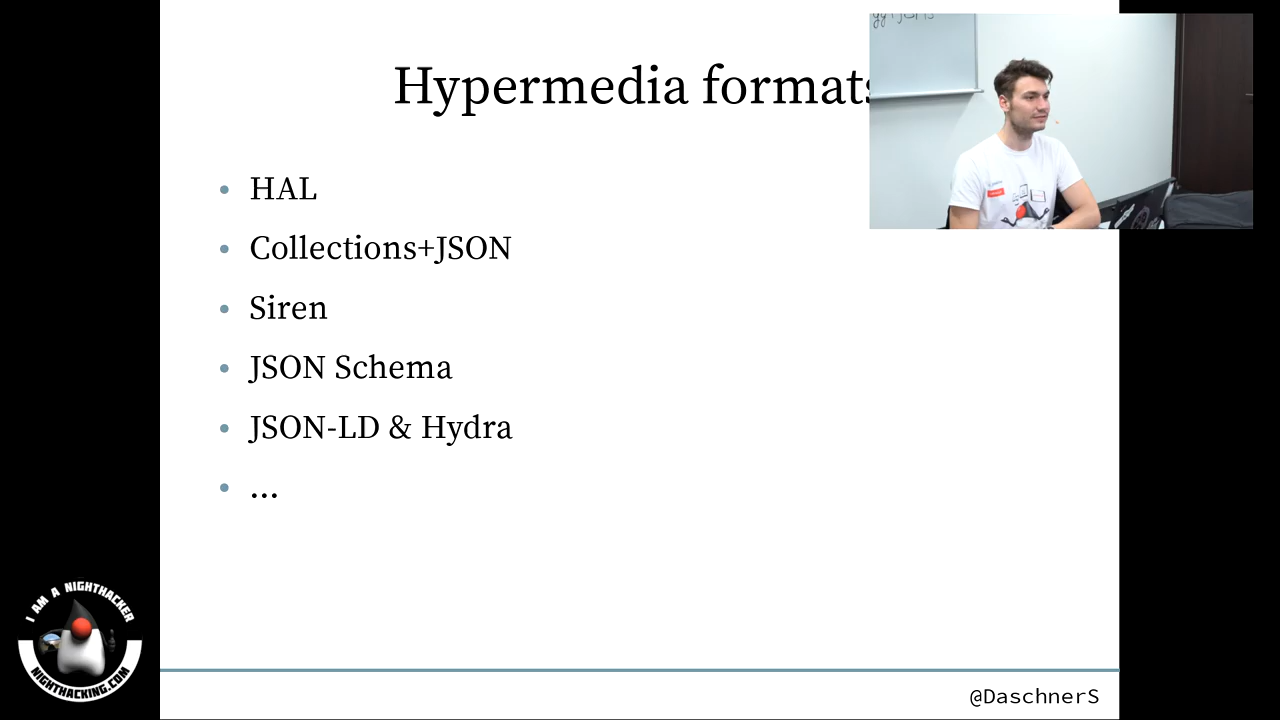 Hypermedia formats
HAL
Collections+JSON
Siren
JSON Schema
JSON-LD & Hydra
...
I AM A NIGHTHACKER
NIGHTHACKING.COM
@DaschnerS